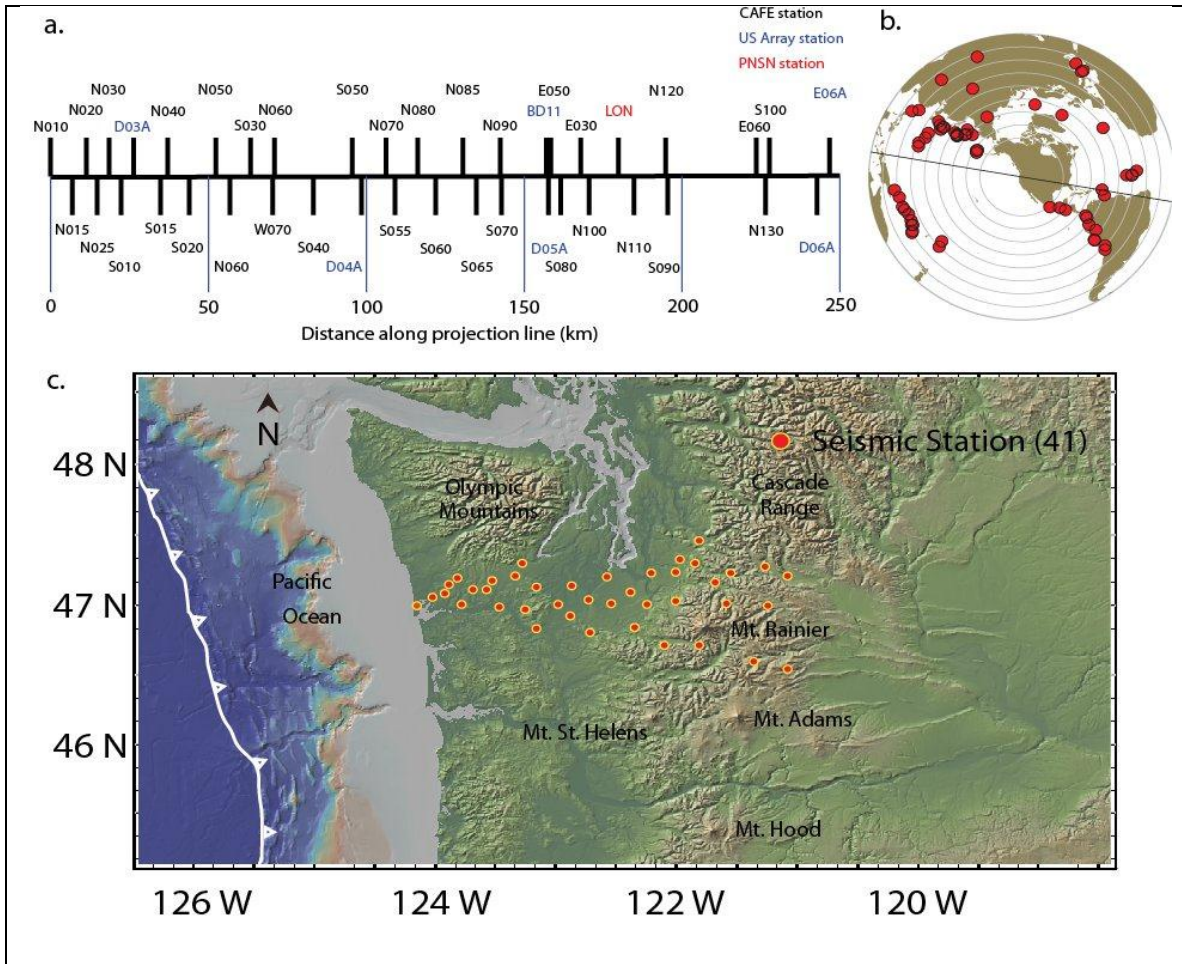 a.
CAFE station
US Array station
PNSN station
b.
N030 N050 S050 N085 E050 N120 E06A
N020 D03A N040 N060 N080 BD11 LON S100
N010 S030 N070 N092 E030 E060
N015 S015 W070 S055 S070 N100 N130
N025 S020 S040 S060 D05A N110 D06A
S010 N060 D04A S065 S080 S090
0 50 100 150 200 250
Distance along projection line (km)
c.
N
Seismic Station (41)
48 N
Olympic
Mountains
Cascade
Range
Pacific
Ocean
47 N
Mt. Rainier
Mt. St. Helens
Mt. Adams
46 N
Mt. Hood
126 W 124 W 122 W 120 W